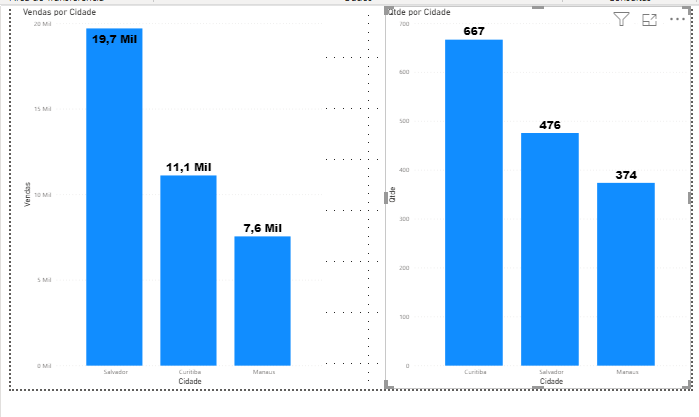 Vendas por Cidade
20 Mil
15 Mil
10 Mil
5 Mil
0 Mil
Vendas
19,7 Mil
11,1 Mil
7,6 Mil
Salvador
Curitiba
Manaus
Cidade
Qtde por Cidade
700
600
500
400
300
200
100
0
Qtde
667
476
374
Curitiba
Salvador
Manaus
Cidade